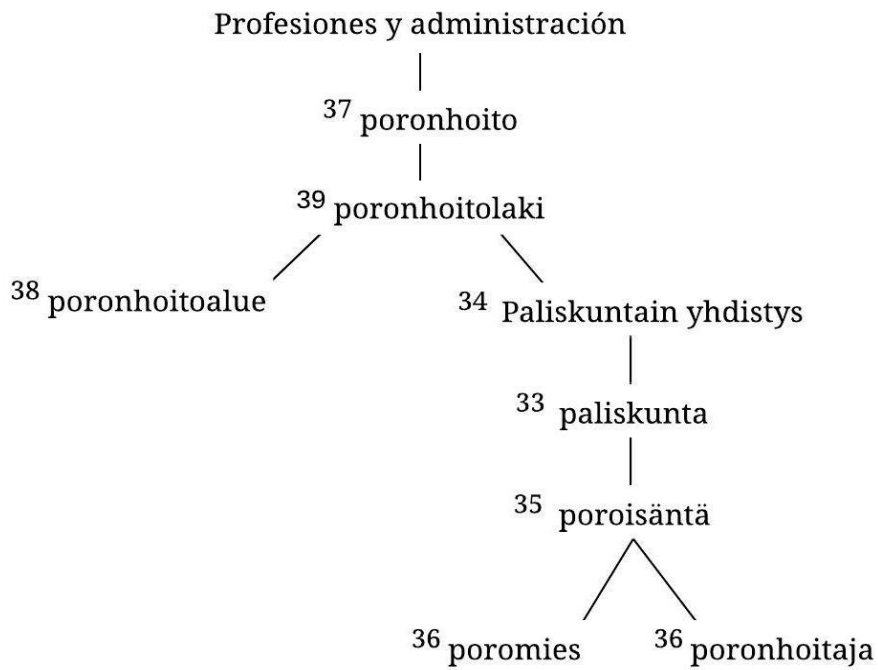 Profesiones y administración
37 poronhoito
39 poronhoitolaki
38 poronhoitoalue
34 Paliskuntain yhdistys
33 paliskunta
35 poroisäntä
36 poromies
36 poronhoitaja